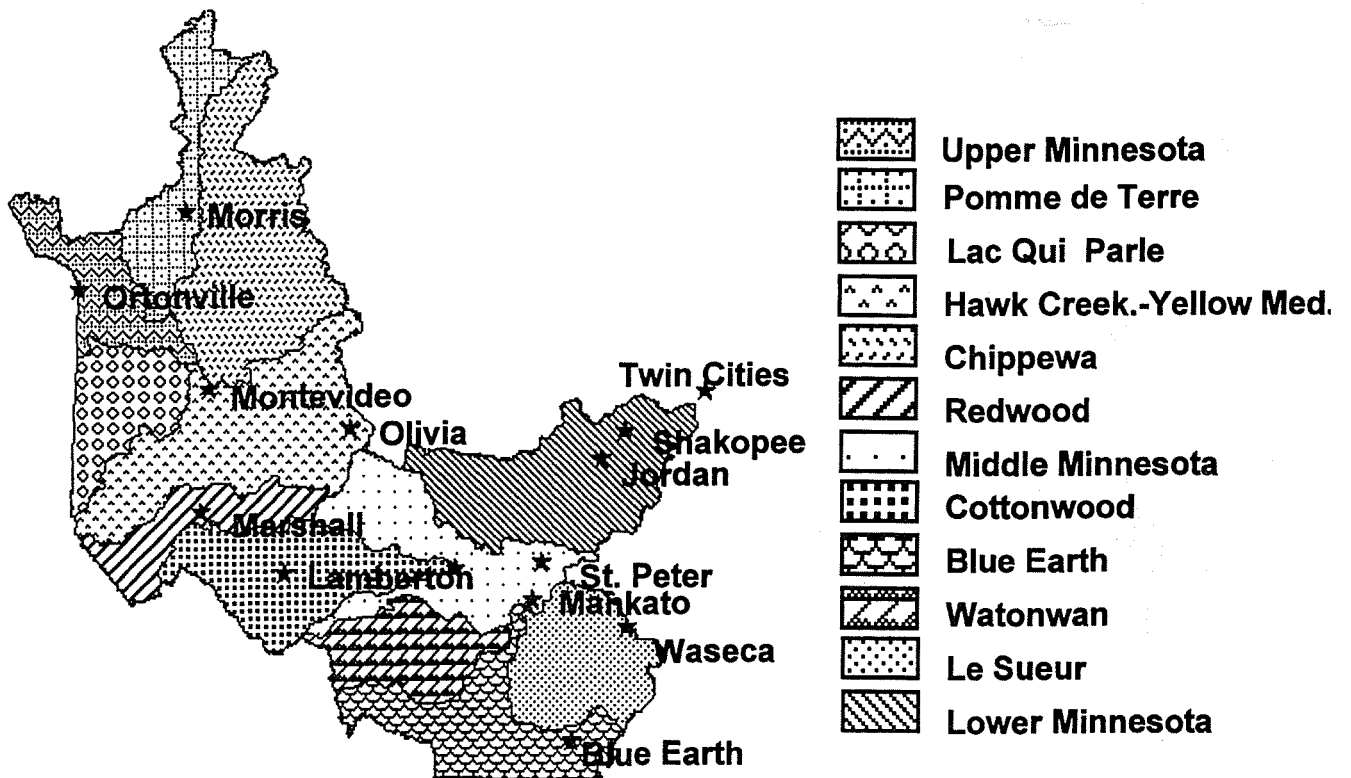 Morris
Ortonville
Montevideo
Olivia
Twin Cities
Shakopee
Jordan
Marshall
Lamberton
St. Peter
Mankato
Waseca
Blue Earth
Upper Minnesota
Pomme de Terre
Lac Qui Parle
Hawk Creek.-Yellow Med.
Chippewa
Redwood
Middle Minnesota
Cottonwood
Blue Earth
Watonwan
Le Sueur
Lower Minnesota